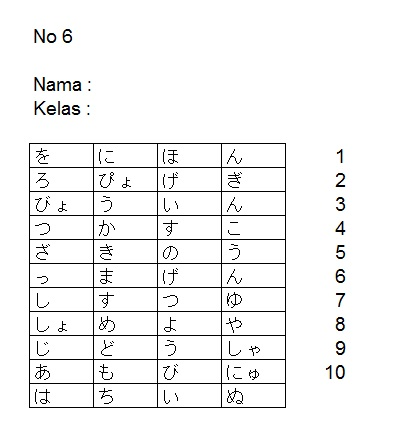 No 6
Nama :
Kelas :
を に ほ ん 1
ろ ぴょ げ ぎ 2
びょ う い ん 3
つ か す こ 4
ざ き の う 5
っ ま げ ん 6
し す つ ゆ 7
しょ め よ や 8
じ ど う しゃ 9
あ も び にゅ 10
は ち い ぬ